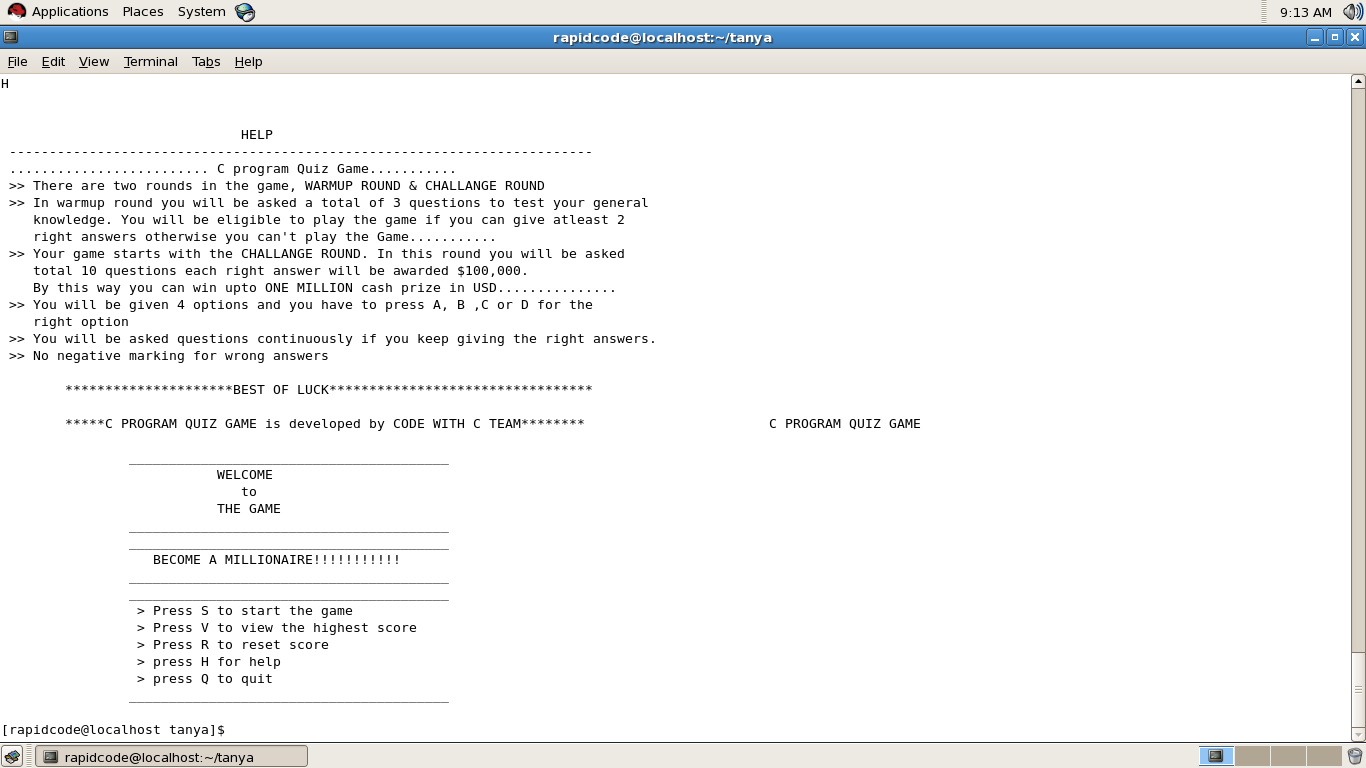 Applications Places System 9:13 AM
rapidcode@localhost:~/tanya
File Edit View Terminal Tabs Help
H
HELP
-------------------------------------------------------------------------
......................... C program Quiz Game...........
>> There are two rounds in the game, WARMUP ROUND & CHALLANGE ROUND
>> In warmup round you will be asked a total of 3 questions to test your general
knowledge. You will be eligible to play the game if you can give atleast 2
right answers otherwise you can't play the Game...........
>> Your game starts with the CHALLANGE ROUND. In this round you will be asked
total 10 questions each right answer will be awarded $100,000.
By this way you can win upto ONE MILLION cash prize in USD...............
>> You will be given 4 options and you have to press A, B ,C or D for the
right option
>> You will be asked questions continuously if you keep giving the right answers.
>> No negative marking for wrong answers
*********************BEST OF LUCK*********************************
*****C PROGRAM QUIZ GAME is developed by CODE WITH C TEAM******** C PROGRAM QUIZ GAME
________________________________________
WELCOME
to
THE GAME
________________________________________
________________________________________
BECOME A MILLIONAIRE!!!!!!!!!!!
________________________________________
________________________________________
> Press S to start the game
> Press V to view the highest score
> Press R to reset score
> press H for help
> press Q to quit
________________________________________
[rapidcode@localhost tanya]$
rapidcode@localhost:~/tanya